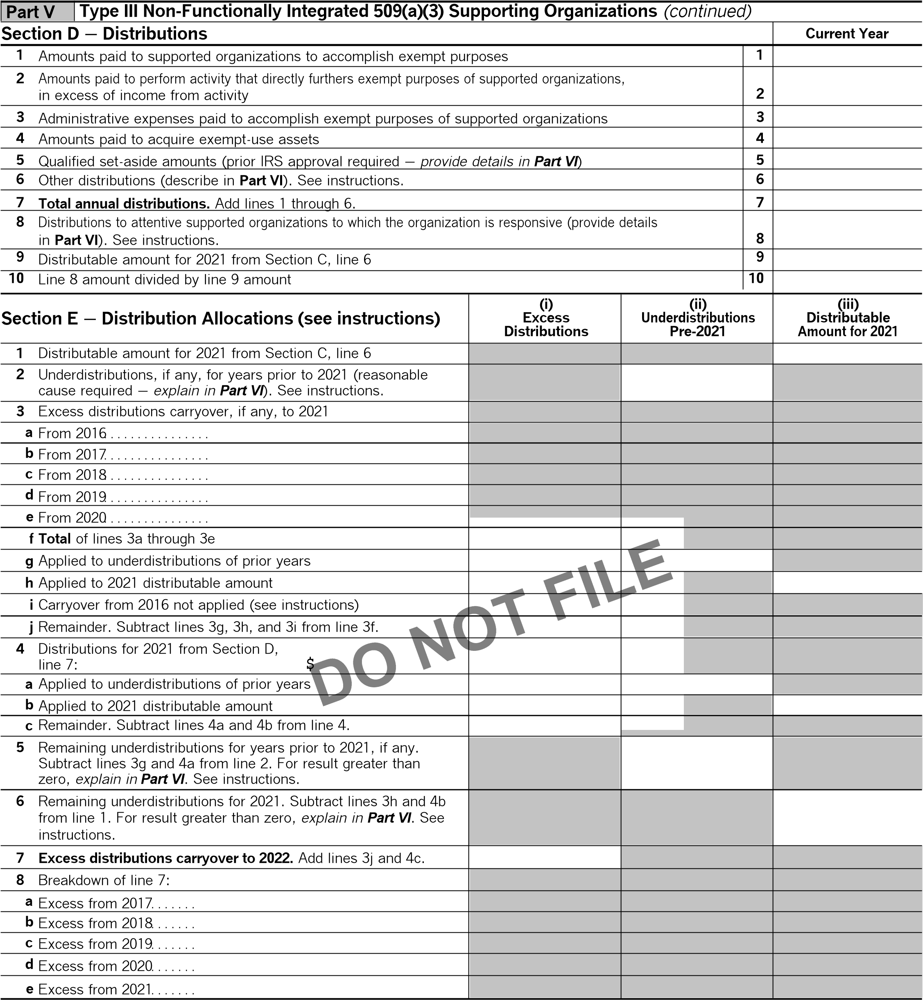 Part V Type III Non-Functionally Integrated 509(a)(3) Supporting Organizations (continued)
Section D — Distributions Current Year
1 Amounts paid to supported organizations to accomplish exempt purposes 1
2 Amounts paid to perform activity that directly furthers exempt purposes of supported organizations,
in excess of income from activity 2
3 Administrative expenses paid to accomplish exempt purposes of supported organizations 3
4 Amounts paid to acquire exempt-use assets 4
5 Qualified set-aside amounts (prior IRS approval required — provide details in Part VI) 5
6 Other distributions (describe in Part VI). See instructions. 6
7 Total annual distributions. Add lines 1 through 6. 7
8 Distributions to attentive supported organizations to which the organization is responsive (provide details
in Part VI). See instructions. 8
9 Distributable amount for 2021 from Section C, line 6 9
10 Line 8 amount divided by line 9 amount 10
Section E — Distribution Allocations (see instructions)
(i)
Excess
Distributions
(ii)
Underdistributions
Pre-2021
(iii)
Distributable
Amount for 2021
1 Distributable amount for 2021 from Section C, line 6
2 Underdistributions, if any, for years prior to 2021 (reasonable
cause required — explain in Part VI). See instructions.
3 Excess distributions carryover, if any, to 2021
a From 2016 . . . . . . . . . . . . . . .
b From 2017. . . . . . . . . . . . . . . .
c From 2018 . . . . . . . . . . . . . . .
d From 2019 . . . . . . . . . . . . . . .
e From 2020 . . . . . . . . . . . . . . .
f Total of lines 3a through 3e
g Applied to underdistributions of prior years
h Applied to 2021 distributable amount
i Carryover from 2016 not applied (see instructions)
j Remainder. Subtract lines 3g, 3h, and 3i from line 3f.
4 Distributions for 2021 from Section D,
line 7: $
a Applied to underdistributions of prior years
b Applied to 2021 distributable amount
c Remainder. Subtract lines 4a and 4b from line 4.
5 Remaining underdistributions for years prior to 2021, if any.
Subtract lines 3g and 4a from line 2. For result greater than
zero, explain in Part VI. See instructions.
6 Remaining underdistributions for 2021. Subtract lines 3h and 4b
from line 1. For result greater than zero, explain in Part VI. See
instructions.
7 Excess distributions carryover to 2022. Add lines 3j and 4c.
8 Breakdown of line 7:
a Excess from 2017. . . . . . .
b Excess from 2018. . . . . . .
c Excess from 2019. . . . . . .
d Excess from 2020. . . . . . .
e Excess from 2021. . . . . . .
DO NOT FILE